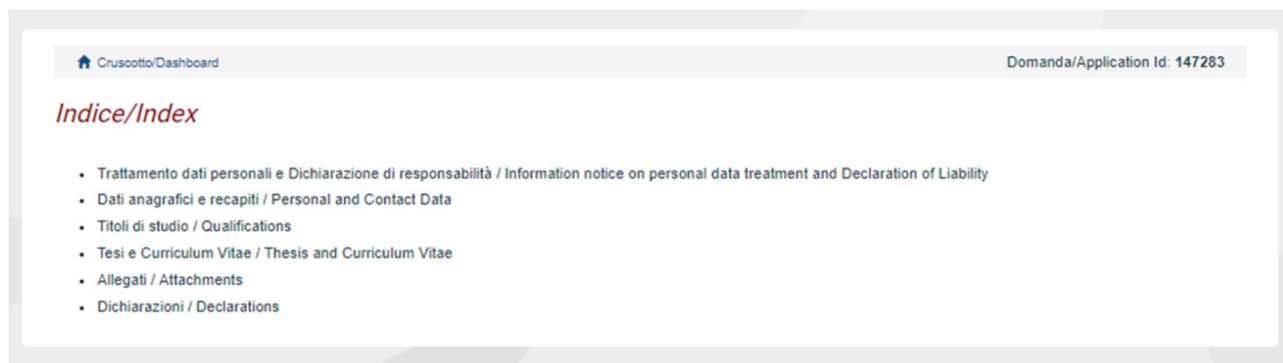 Cruscotto/Dashboard Domanda/Application Id: 147283
Indice/Index
• Trattamento dati personali e Dichiarazione di responsabilità / Information notice on personal data treatment and Declaration of Liability
• Dati anagrafici e recapiti / Personal and Contact Data
• Titoli di studio / Qualifications
• Tesi e Curriculum Vitae / Thesis and Curriculum Vitae
• Allegati / Attachments
• Dichiarazioni / Declarations